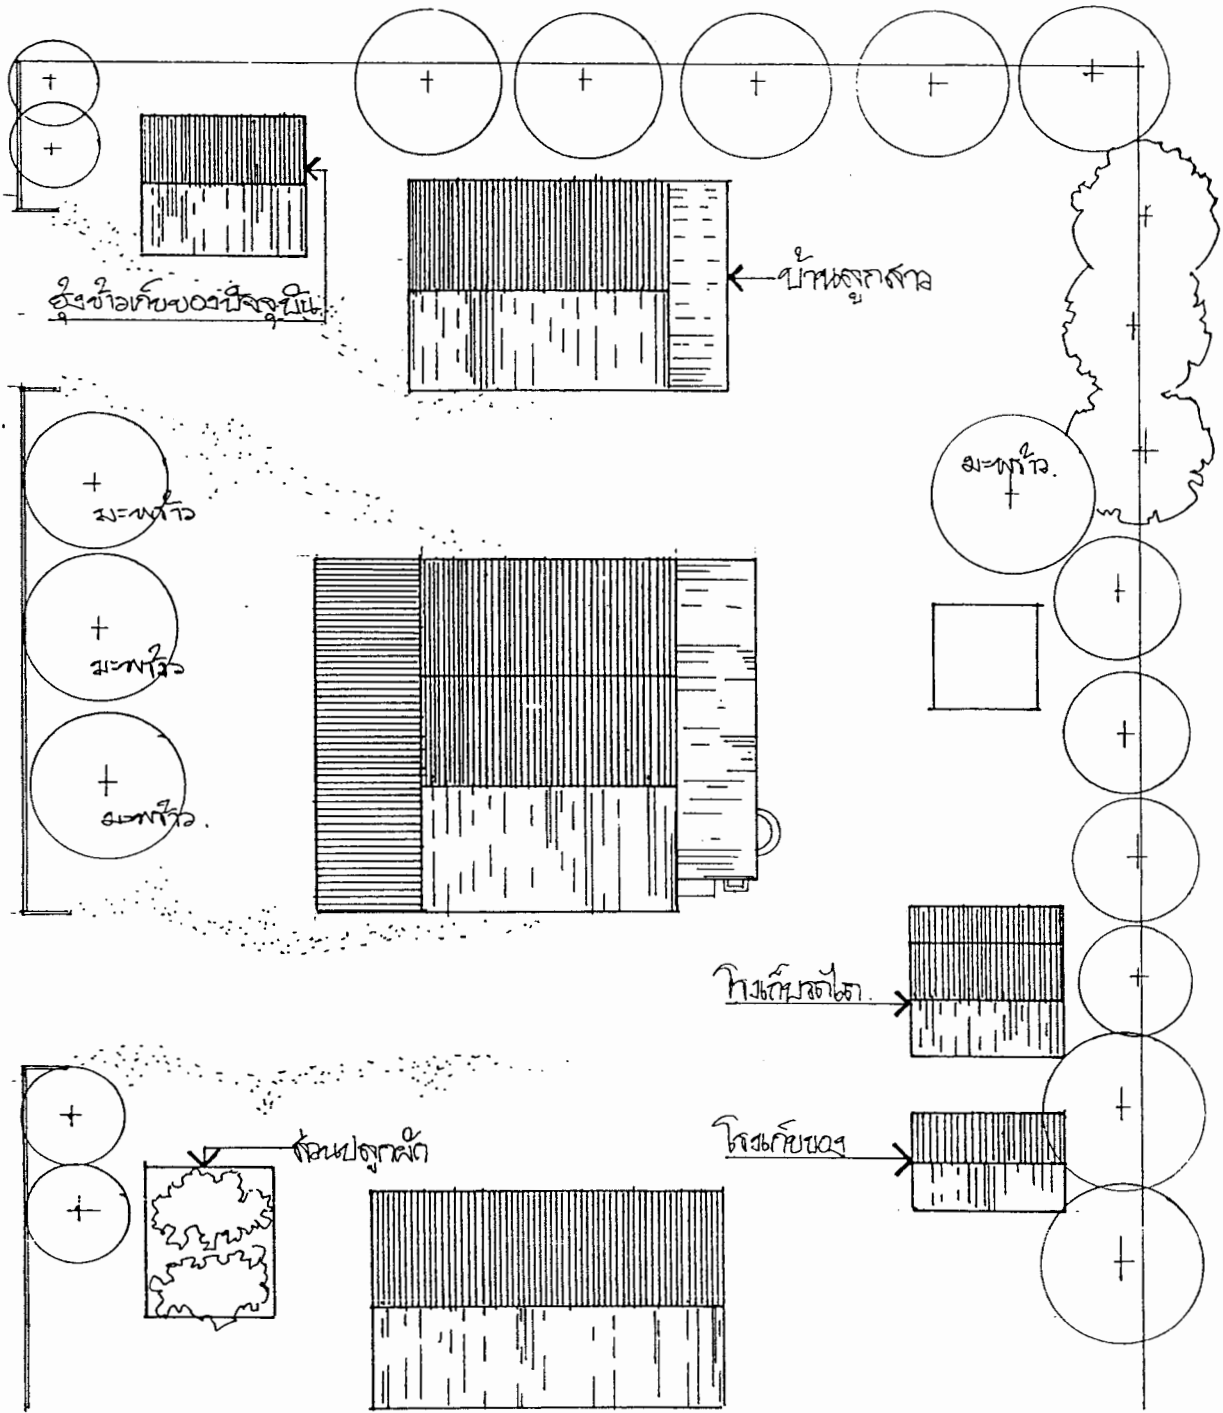 ยุ้งข้าวเก็บของปัจจุบัน
บ้านลูกสาว
มะพร้าว.
มะพร้าว
มะพร้าว
มะพร้าว.
โรงเก็บรถไถ.
โรงเก็บของ
ส่วนปลูกผัก